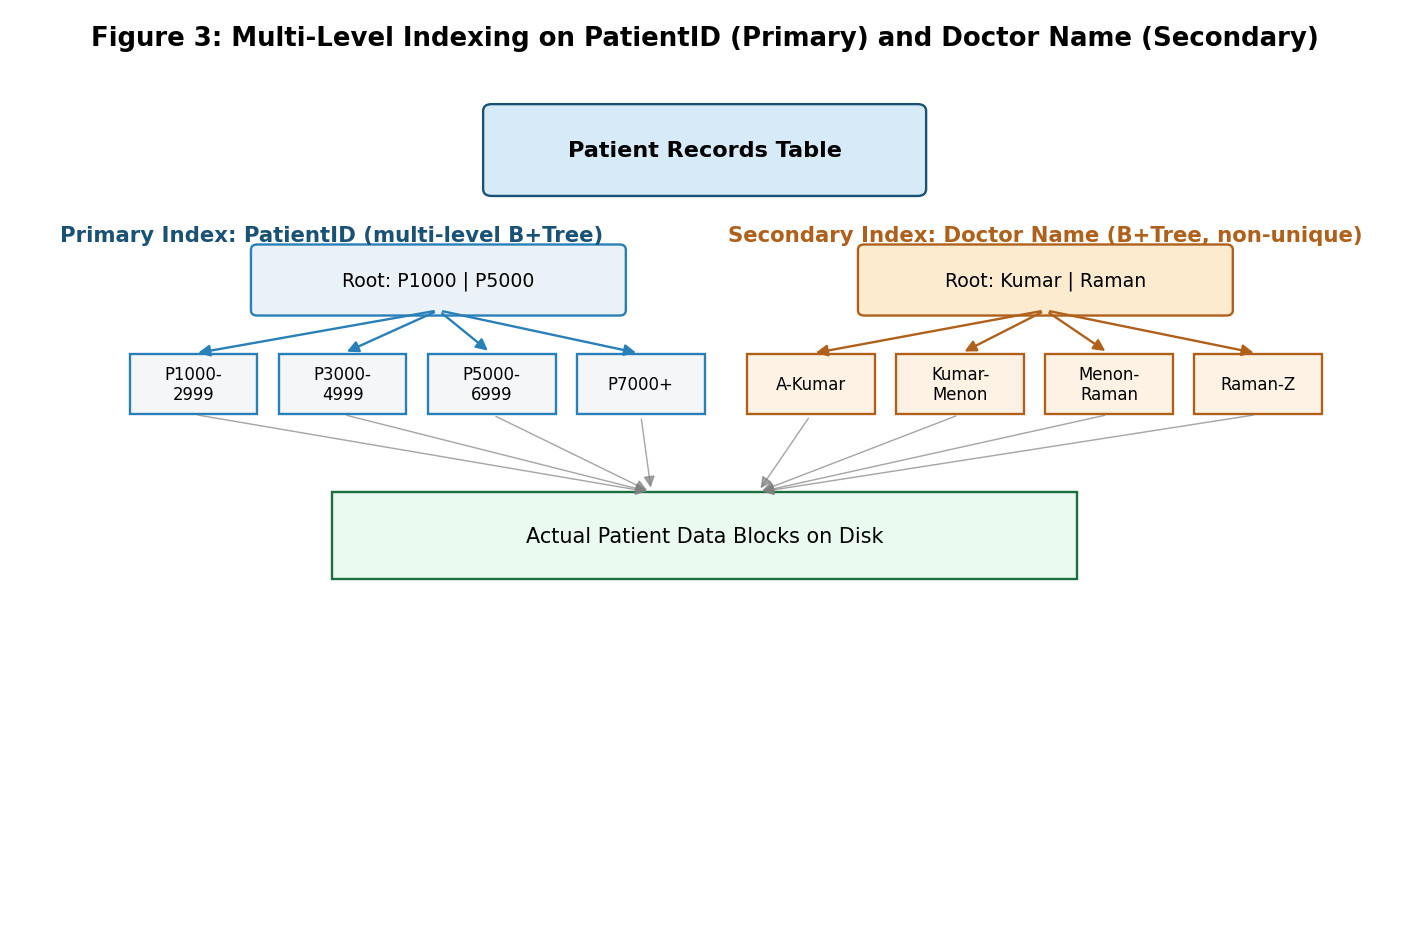 Figure 3: Multi-Level Indexing on PatientID (Primary) and Doctor Name (Secondary)
Patient Records Table
Primary Index: PatientID (multi-level B+Tree)
Secondary Index: Doctor Name (B+Tree, non-unique)
Root: P1000 | P5000
Root: Kumar | Raman
P1000-
2999
P3000-
4999
P5000-
6999
P7000+
A-Kumar
Kumar-
Menon
Menon-
Raman
Raman-Z
Actual Patient Data Blocks on Disk